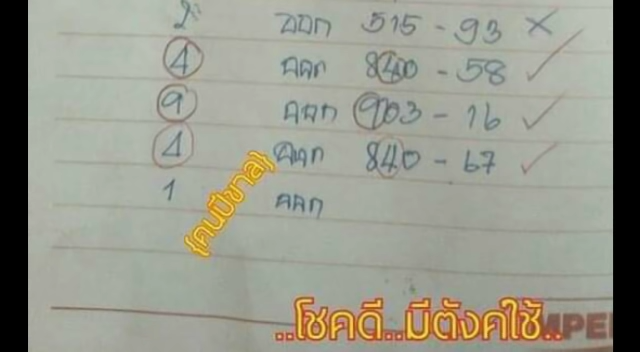 2 ออก 515 - 93 ×
4 ออก 840 - 58 ✓
9 ออก 903 - 16 ✓
4 ออก 840 - 67 ✓
1 ออก
{คนปีขาล}
..โชคดี..มีตังค์ใช้..
MPE